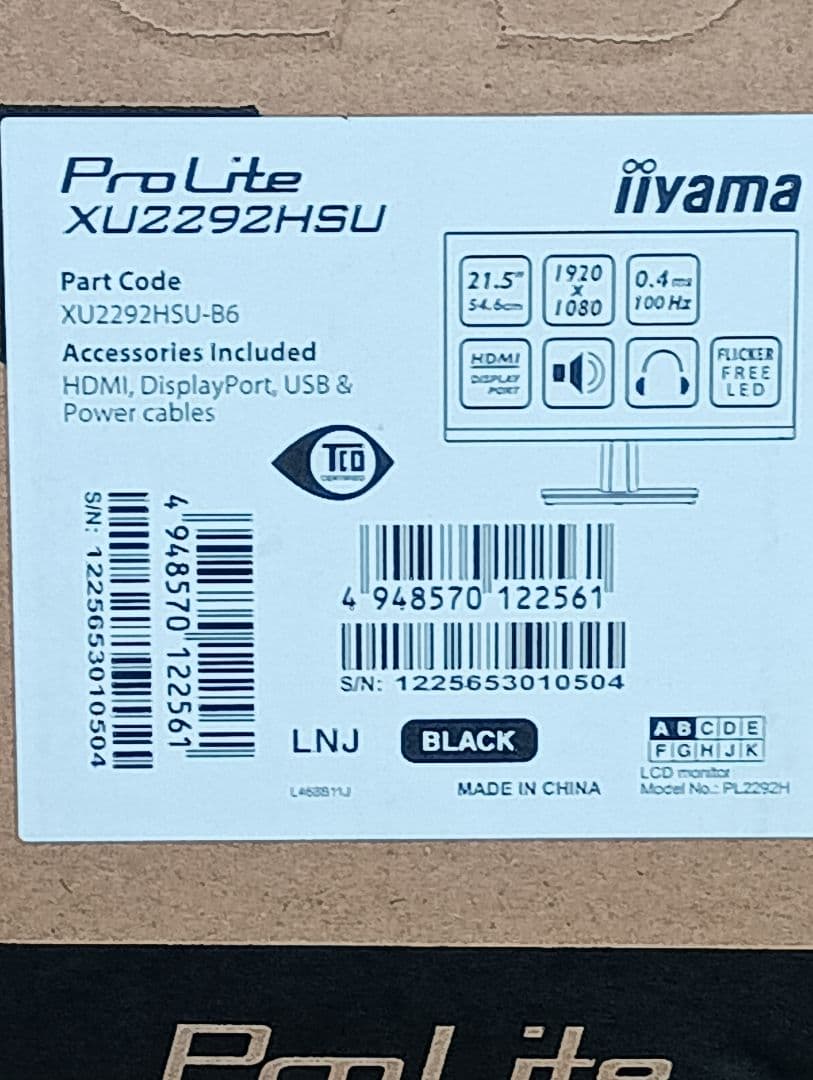 ProLite
XU2292HSU
iiyama
Part Code
XU2292HSU-B6
Accessories Included
HDMI, DisplayPort, USB &
Power cables
21.5"
54.6cm
1920
x
1080
0.4ms
100 Hz
HDMI
DISPLAY
PORT
FLICKER
FREE
LED
TCO
CERTIFIED
S/N: 1225653010504
4 948570 122561
4 948570 122561
S/N: 1225653010504
LNJ
BLACK
A B C D E
F G H J K
LCD monitor
Model No.: PL2292H
MADE IN CHINA
ProLite